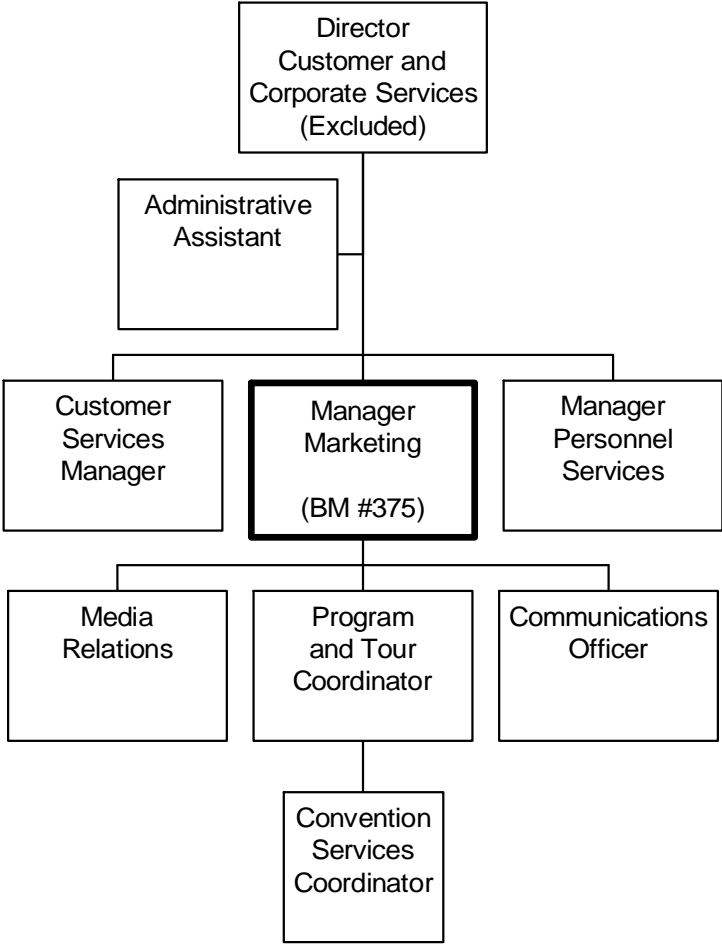 Director
Customer and
Corporate Services
(Excluded)
Administrative
Assistant
Customer
Services
Manager
Manager
Marketing
(BM #375)
Manager
Personnel
Services
Media
Relations
Program
and Tour
Coordinator
Communications
Officer
Convention
Services
Coordinator